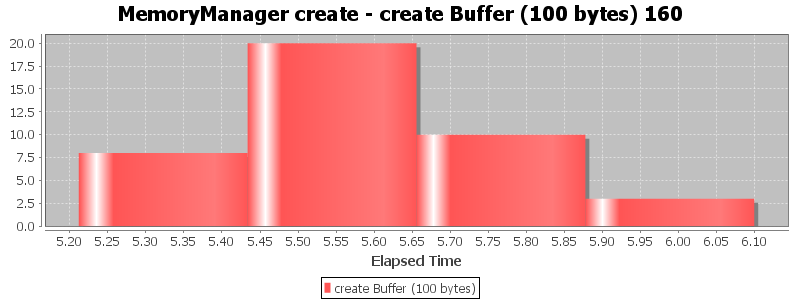 MemoryManager create - create Buffer (100 bytes) 160
20.0
17.5
15.0
12.5
10.0
7.5
5.0
2.5
0.0
5.20 5.25 5.30 5.35 5.40 5.45 5.50 5.55 5.60 5.65 5.70 5.75 5.80 5.85 5.90 5.95 6.00 6.05 6.10
Elapsed Time
create Buffer (100 bytes)